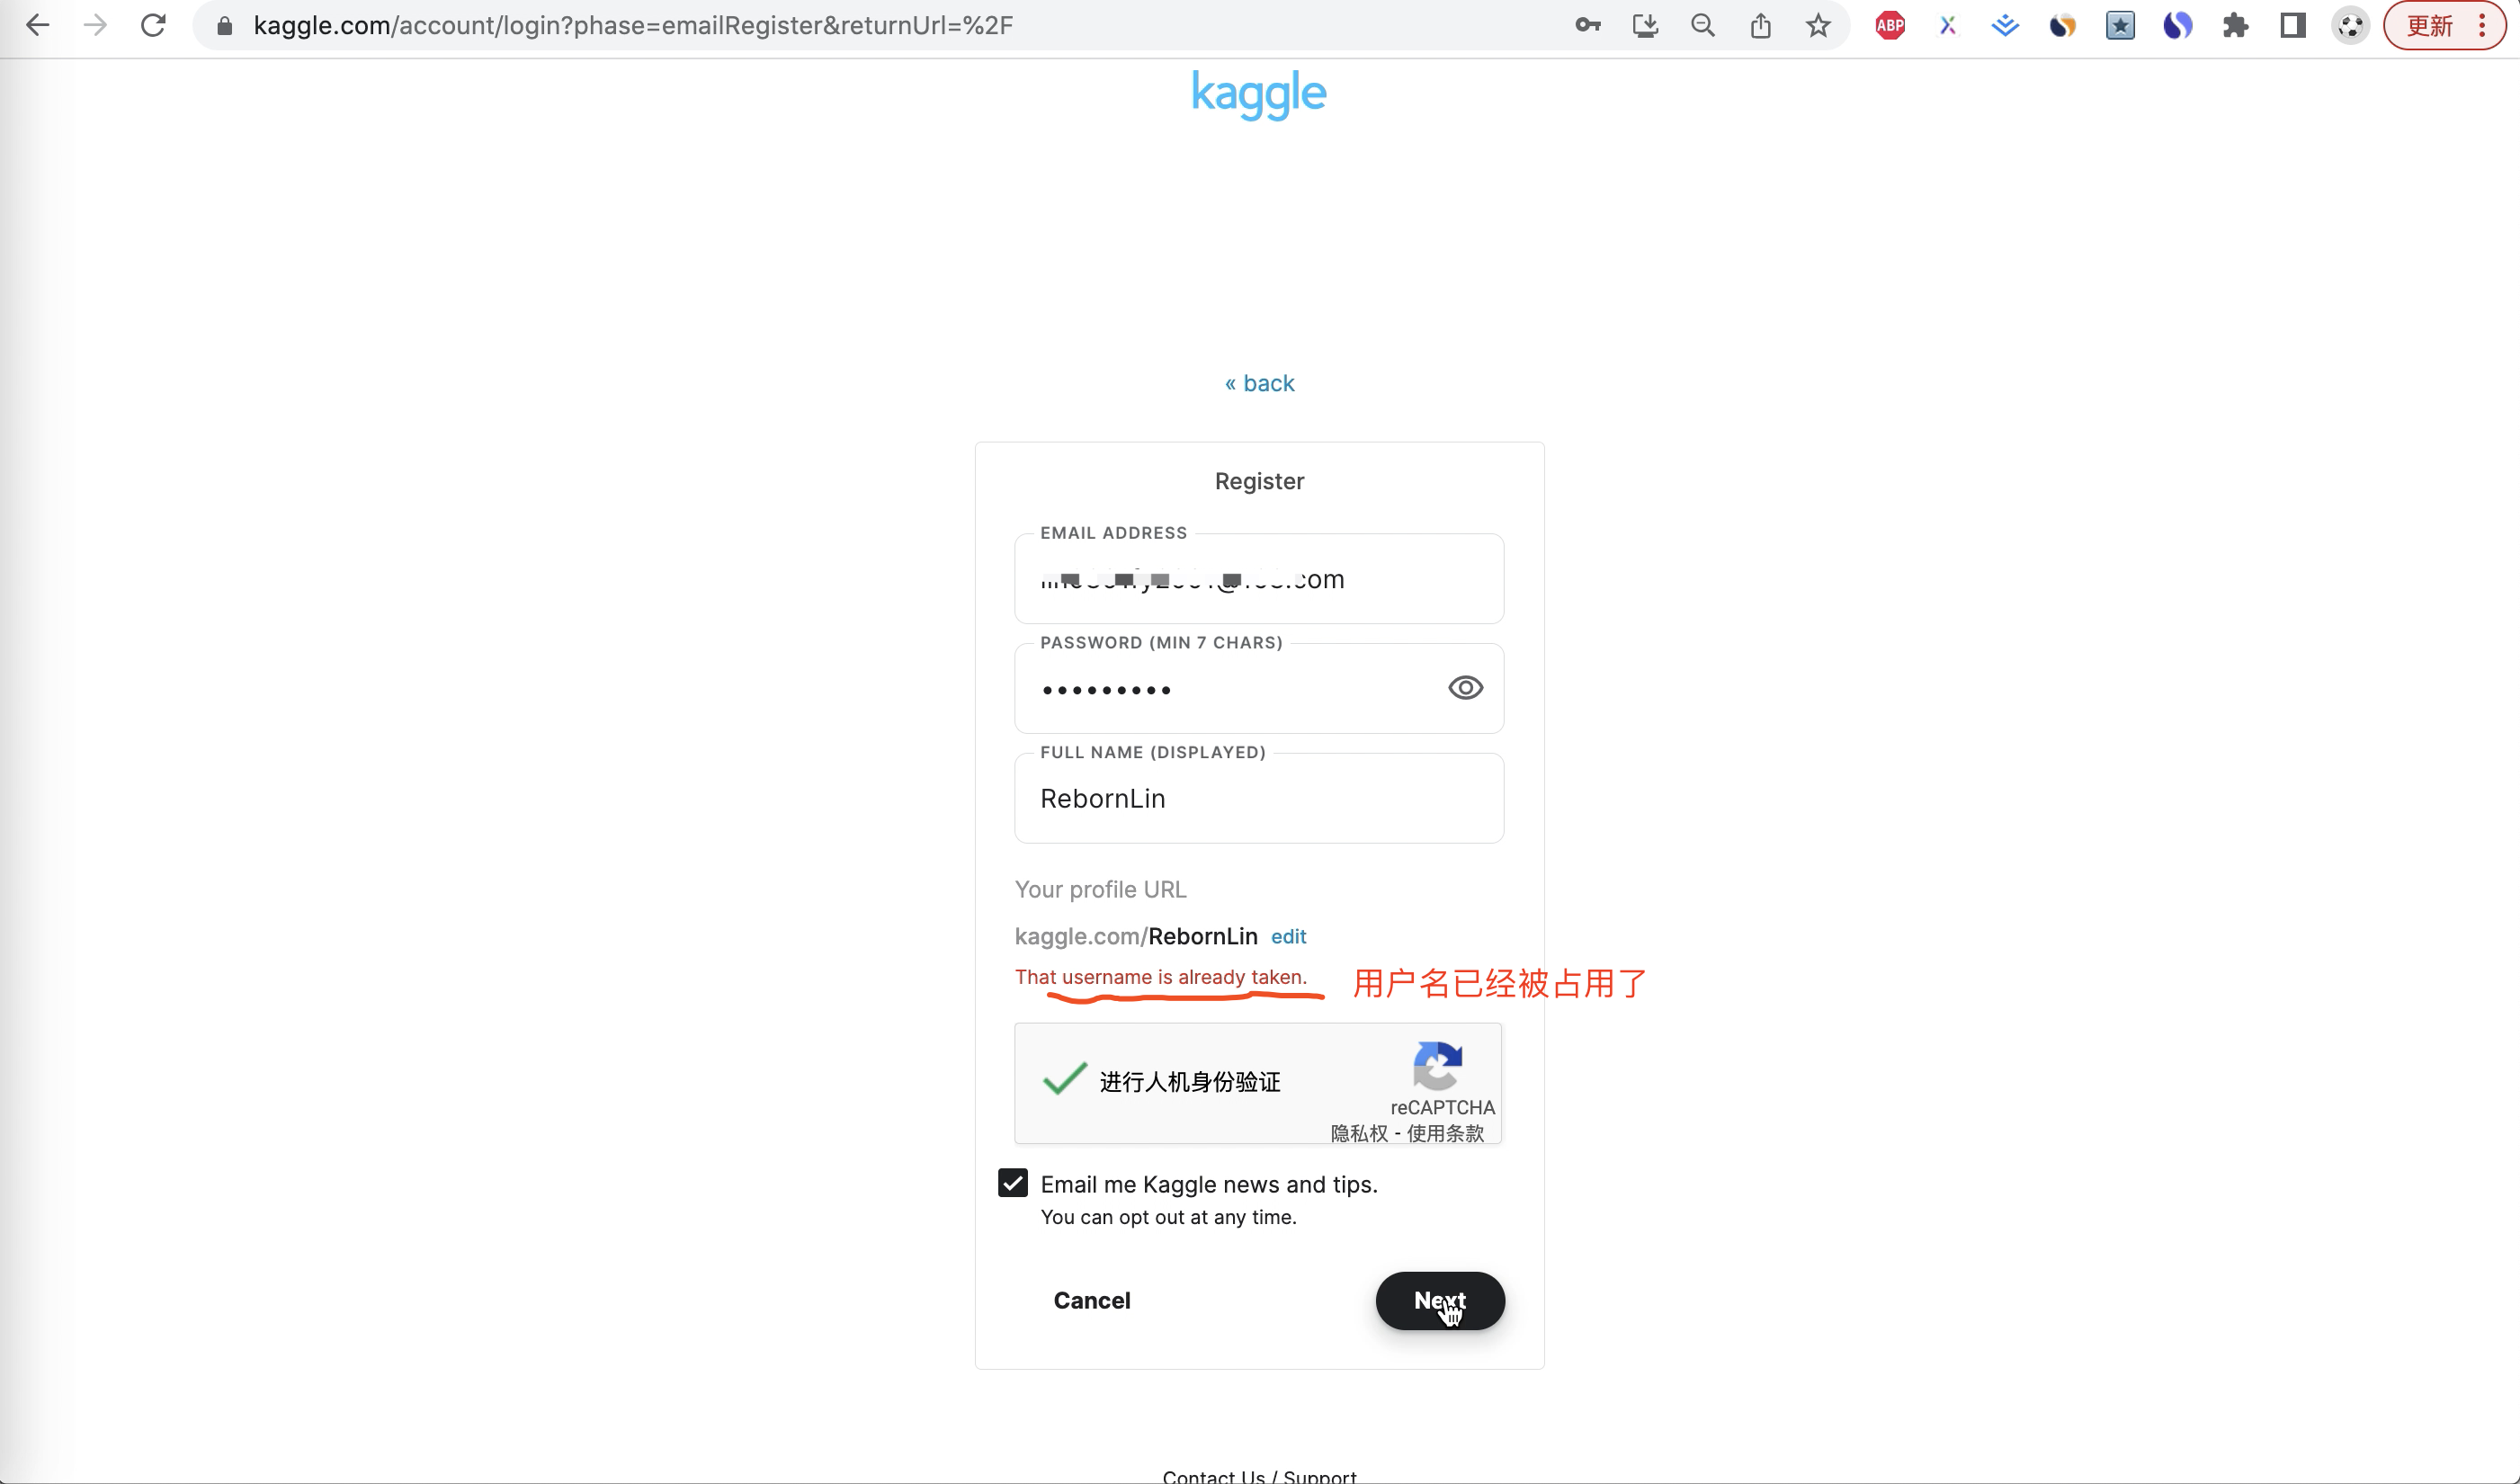 kaggle.com/account/login?phase=emailRegister&returnUrl=%2F
ABP
更新
kaggle
« back
Register
EMAIL ADDRESS
.com
PASSWORD (MIN 7 CHARS)
•••••••••
FULL NAME (DISPLAYED)
RebornLin
Your profile URL
kaggle.com/RebornLin edit
That username is already taken. 用户名已经被占用了
进行人机身份验证
reCAPTCHA
隐私权 - 使用条款
Email me Kaggle news and tips.
You can opt out at any time.
Cancel
Next
Contact Us / Support